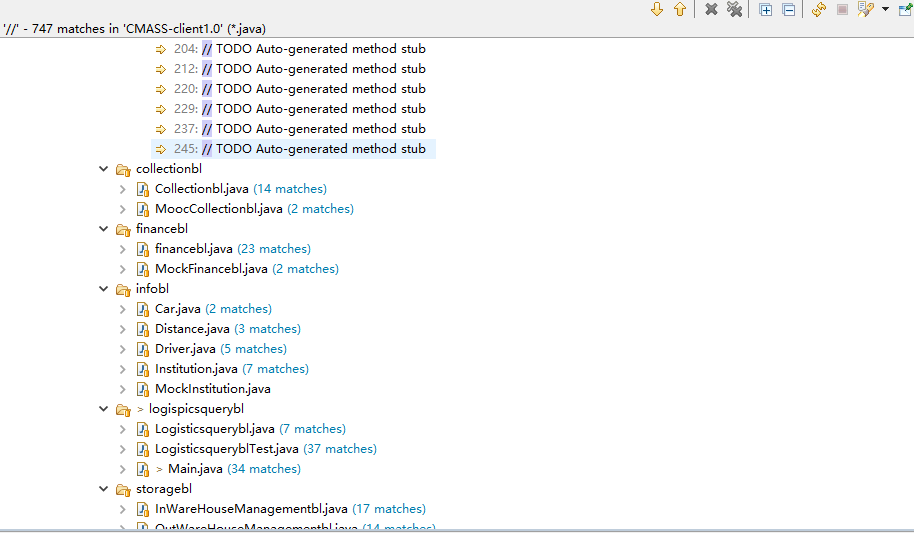 '//' - 747 matches in 'CMASS-client1.0' (*.java)
204: // TODO Auto-generated method stub
212: // TODO Auto-generated method stub
220: // TODO Auto-generated method stub
229: // TODO Auto-generated method stub
237: // TODO Auto-generated method stub
245: // TODO Auto-generated method stub
collectionbl
Collectionbl.java (14 matches)
MoocCollectionbl.java (2 matches)
financebl
financebl.java (23 matches)
MockFinancebl.java (2 matches)
infobl
Car.java (2 matches)
Distance.java (3 matches)
Driver.java (5 matches)
Institution.java (7 matches)
MockInstitution.java
> logispicsquerybl
Logisticsquerybl.java (7 matches)
LogisticsqueryblTest.java (37 matches)
> Main.java (34 matches)
storagebl
InWareHouseManagementbl.java (17 matches)
OutWareHouseManagementbl.java (14 matches)